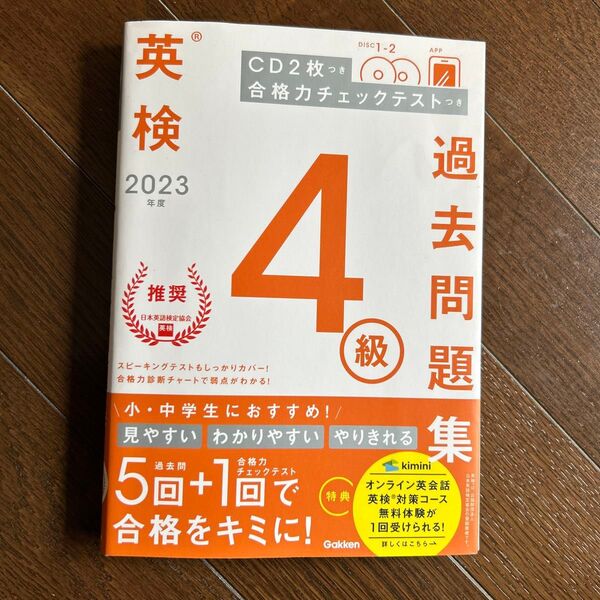 英検®
2023
年度
DISC 1-2
APP
CD2枚つき
合格力チェックテストつき
過去問題集
4級
推奨
日本英語検定協会
英検
スピーキングテストもしっかりカバー!
合格力診断チャートで弱点がわかる!
\小・中学生におすすめ!/
見やすい わかりやすい やりきれる
過去問 合格力チェックテスト
5回+1回で
合格をキミに!
特典
kimini
オンライン英会話
英検®対策コース
無料体験が
1回受けられる!
詳しくはこちら→
Gakken